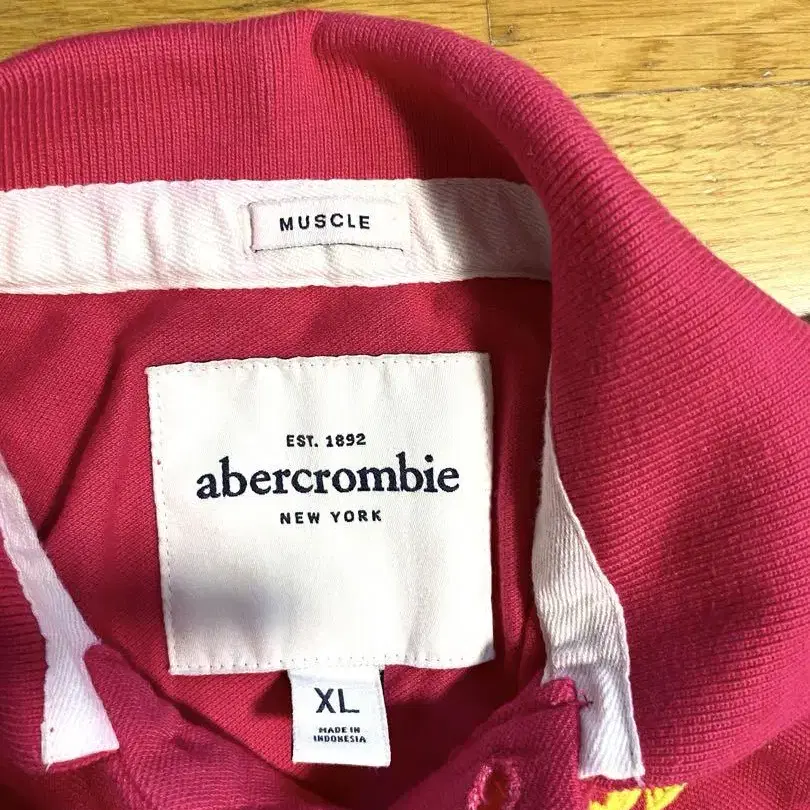 MUSCLE
EST. 1892
abercrombie
NEW YORK
XL
MADE IN
INDONESIA